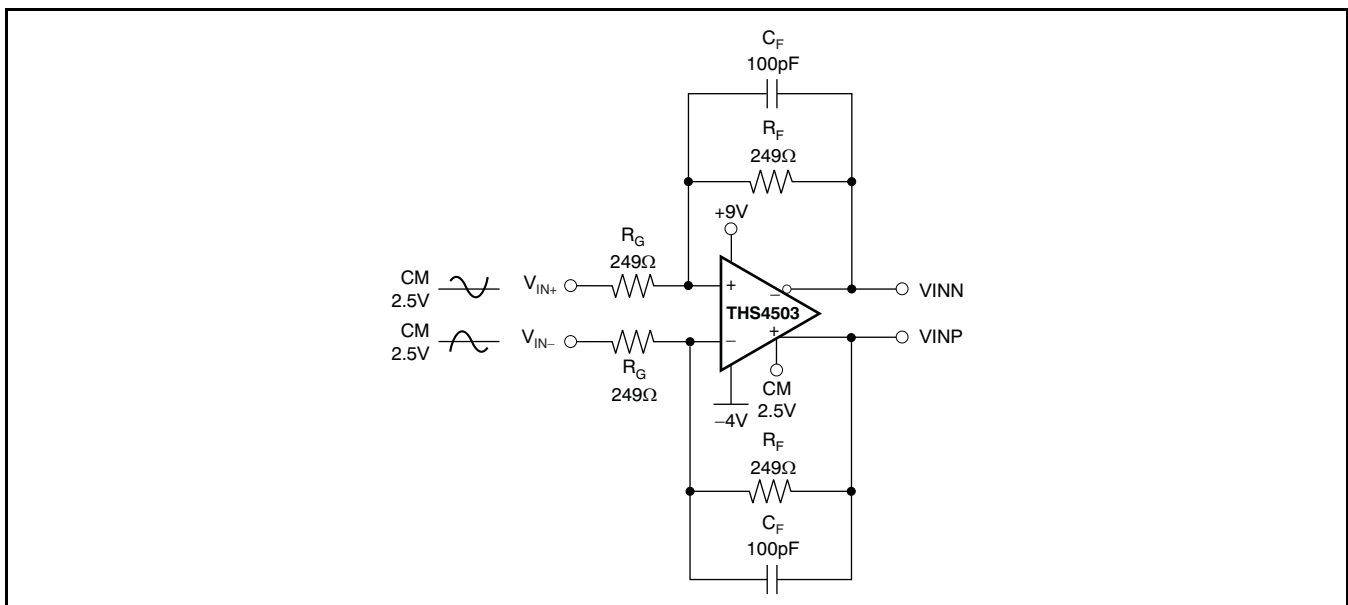 C_F
100pF
R_F
249Ω
+9V
R_G
249Ω
CM
2.5V
V_IN+
+
−
VINN
THS4503
CM
2.5V
V_IN−
−
+
VINP
R_G
249Ω
CM
2.5V
−4V
R_F
249Ω
C_F
100pF